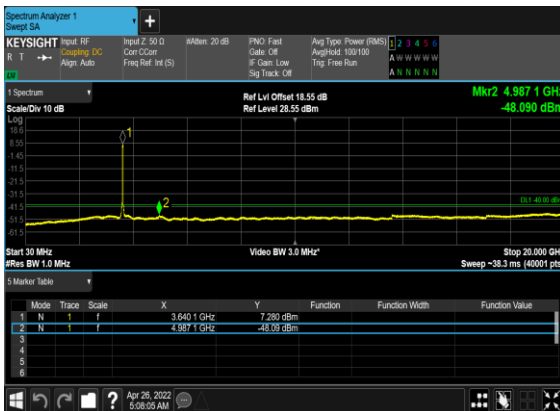 Spectrum Analyzer 1
Swept SA
+
KEYSIGHT Input: RF Input Z: 50 Ω #Atten: 20 dB PNO: Fast Avg Type: Power (RMS) 1 2 3 4 5 6
R T Coupling: DC Corr CCorr Gate: Off Avg|Hold: 100/100 A W W W W W
Align: Auto Freq Ref: Int (S) IF Gain: Low Trig: Free Run
Sig Track: Off A N N N N N
1 Spectrum
Scale/Div 10 dB
Ref Lvl Offset 18.55 dB
Ref Level 28.55 dBm
Mkr2 4.987 1 GHz
-48.090 dBm
Log
18.6
8.55
-1.45
-11.5
-21.5
-31.5
-41.5
-51.5
-61.5
1
2
DL1 -40.00 dBm
Start 30 MHz Video BW 3.0 MHz* Stop 20.000 GHz
#Res BW 1.0 MHz Sweep ~38.3 ms (40001 pts)
5 Marker Table
Mode Trace Scale X Y Function Function Width Function Value
1 N 1 f 3.640 1 GHz 7.280 dBm
2 N 1 f 4.987 1 GHz -48.09 dBm
3
4
5
6
?
Apr 26, 2022
5:08:05 AM